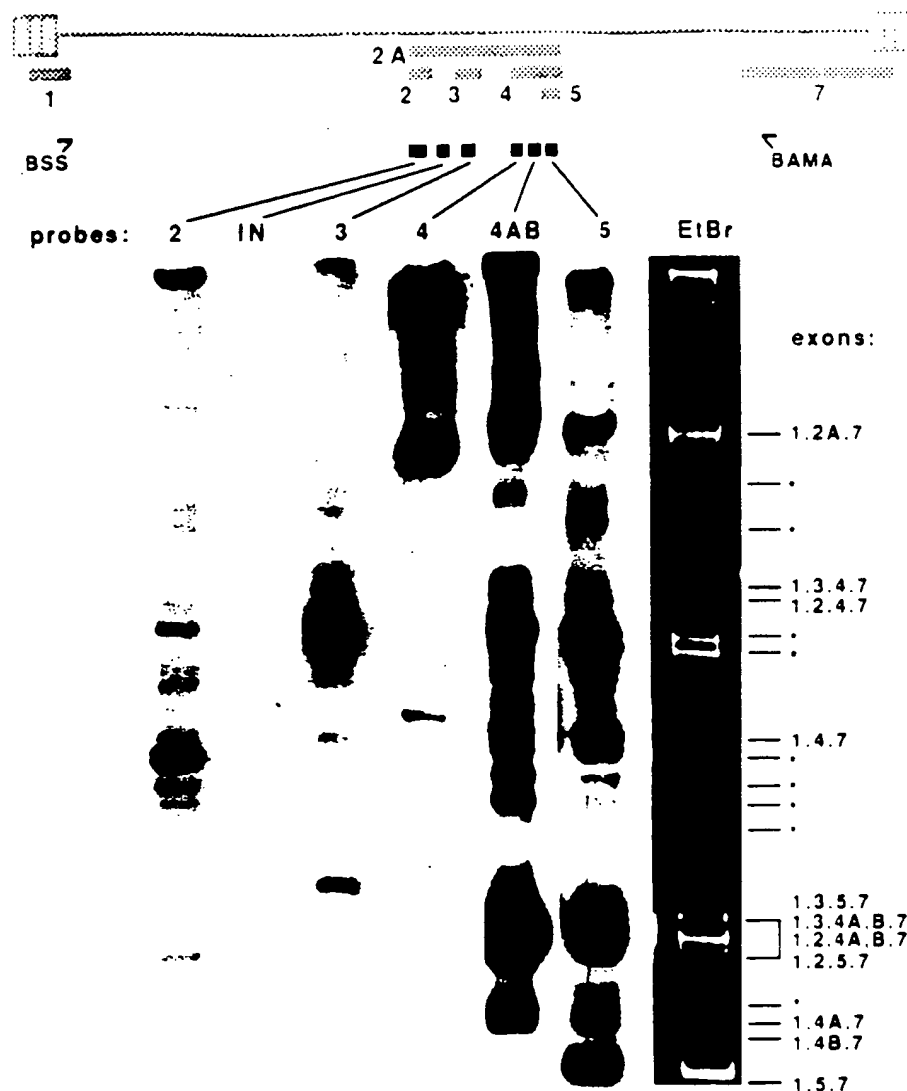 2A
1 2 3 4 5 7
BSS BAMA
probes: 2 IN 3 4 4AB 5 EtBr
exons:
1.2A.7
•
•
1.3.4.7
1.2.4.7
•
•
1.4.7
•
•
•
•
1.3.5.7
1.3.4A,B.7
1.2.4A,B.7
1.2.5.7
•
1.4A.7
1.4B.7
1.5.7